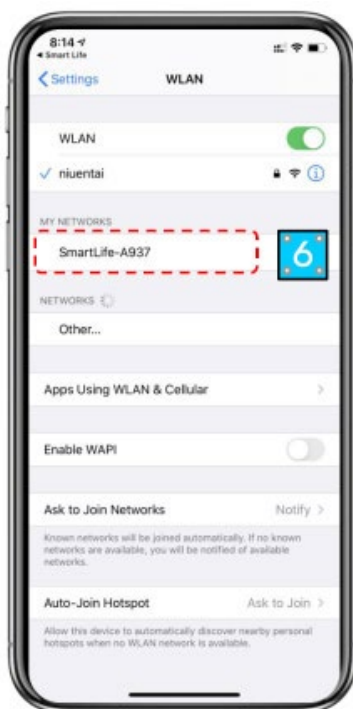 8:14
Smart Life
Settings WLAN
WLAN
niuentai
MY NETWORKS
SmartLife-A937
6
NETWORKS
Other...
Apps Using WLAN & Cellular
Enable WAPI
Ask to Join Networks Notify
Known networks will be joined automatically. If no known
networks are available, you will be notified of available
networks.
Auto-Join Hotspot Ask to Join
Allow this device to automatically discover nearby personal
hotspots when no WLAN network is available.